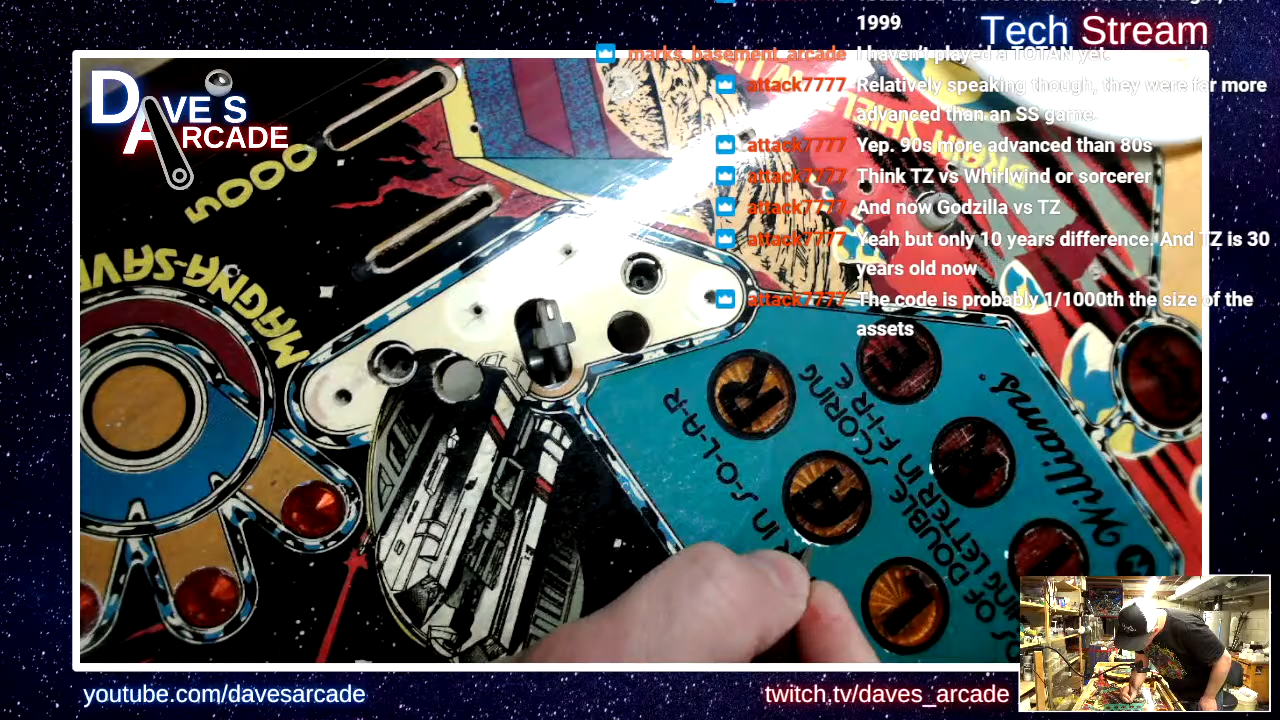 1999
Tech Stream
marks_basement_arcade I haven't played a TOTAN yet.
attack7777 Relatively speaking though, they were far more
advanced than an SS game.
attack7777 Yep. 90s more advanced than 80s
attack7777 Think TZ vs Whirlwind or sorcerer
attack7777 And now Godzilla vs TZ
attack7777 Yeah but only 10 years difference. And TZ is 30
years old now
attack7777 The code is probably 1/1000th the size of the
assets
DAVE'S
ARCADE
5000
MAGNA-SAVE
IN S-O-L-A-R
SCORING
IN F-I-R-E
DOUBLE
LETTER
OF
R
A
L
R
Williams
youtube.com/davesarcade
twitch.tv/daves_arcade